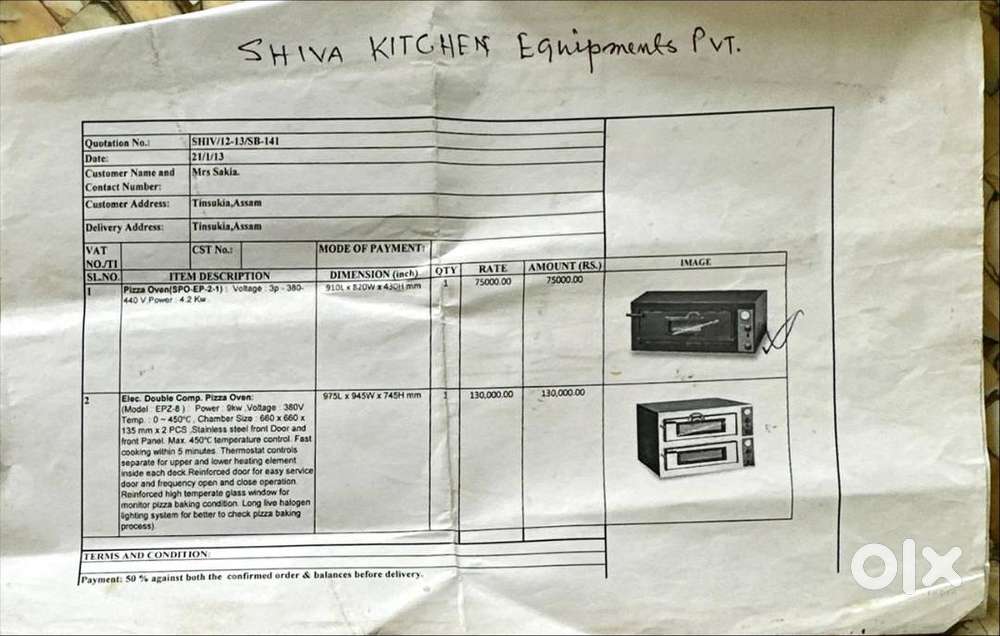 SHIVA KITCHEN Equipments Pvt.
Quotation No.: SHIV/12-13/SB-141
Date: 21/1/13
Customer Name and Contact Number: Mrs Sakia.
Customer Address: Tinsukia,Assam
Delivery Address: Tinsukia,Assam
VAT NO./TI CST No.: MODE OF PAYMENT:
SL.NO. ITEM DESCRIPTION DIMENSION (inch) QTY RATE AMOUNT (RS.) IMAGE
1 Pizza Oven(SPO-EP-2-1) : Voltage : 3p - 380- 910L x 820W x 430H mm 1 75000.00 75000.00
440 V,Power : 4.2 Kw
2 Elec. Double Comp. Pizza Oven: 975L x 945W x 745H mm 1 130,000.00 130,000.00
(Model : EPZ-8 ) Power : 9kw ,Voltage : 380V
Temp. : 0 ~ 450°C , Chamber Size : 660 x 660 x
135 mm x 2 PCS ,Stainless steel front Door and
front Panel. Max. 450°C temperature control. Fast
cooking within 5 minutes. Thermostat controls
separate for upper and lower heating element
inside each deck.Reinforced door for easy service
door and frequency open and close operation.
Reinforced high temperate glass window for
monitor pizza baking condition. Long live halogen
lighting system for better to check pizza baking
process)
TERMS AND CONDITION:
Payment: 50 % against both the confirmed order & balances before delivery.
olx